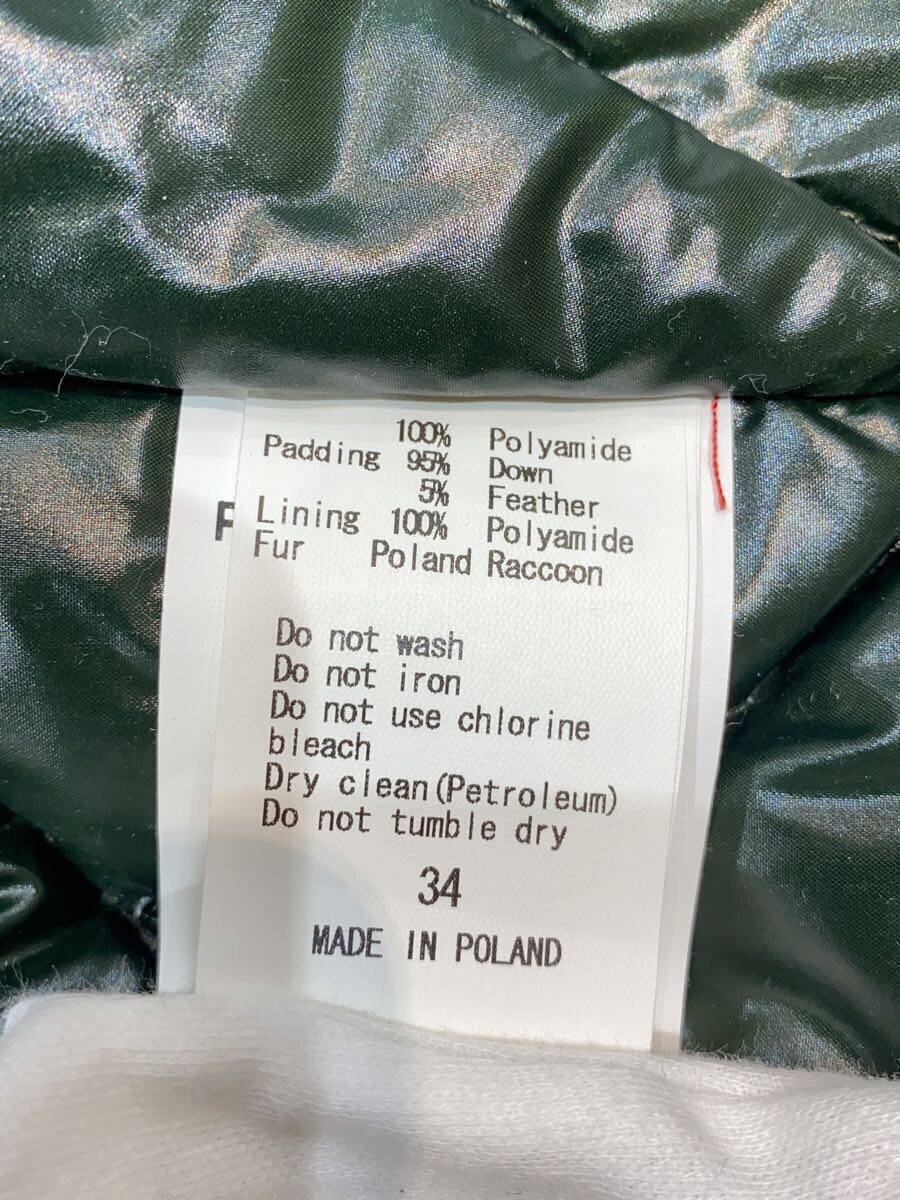 100% Polyamide
Padding 95% Down
5% Feather
Lining 100% Polyamide
Fur Poland Raccoon
Do not wash
Do not iron
Do not use chlorine
bleach
Dry clean(Petroleum)
Do not tumble dry
34
MADE IN POLAND